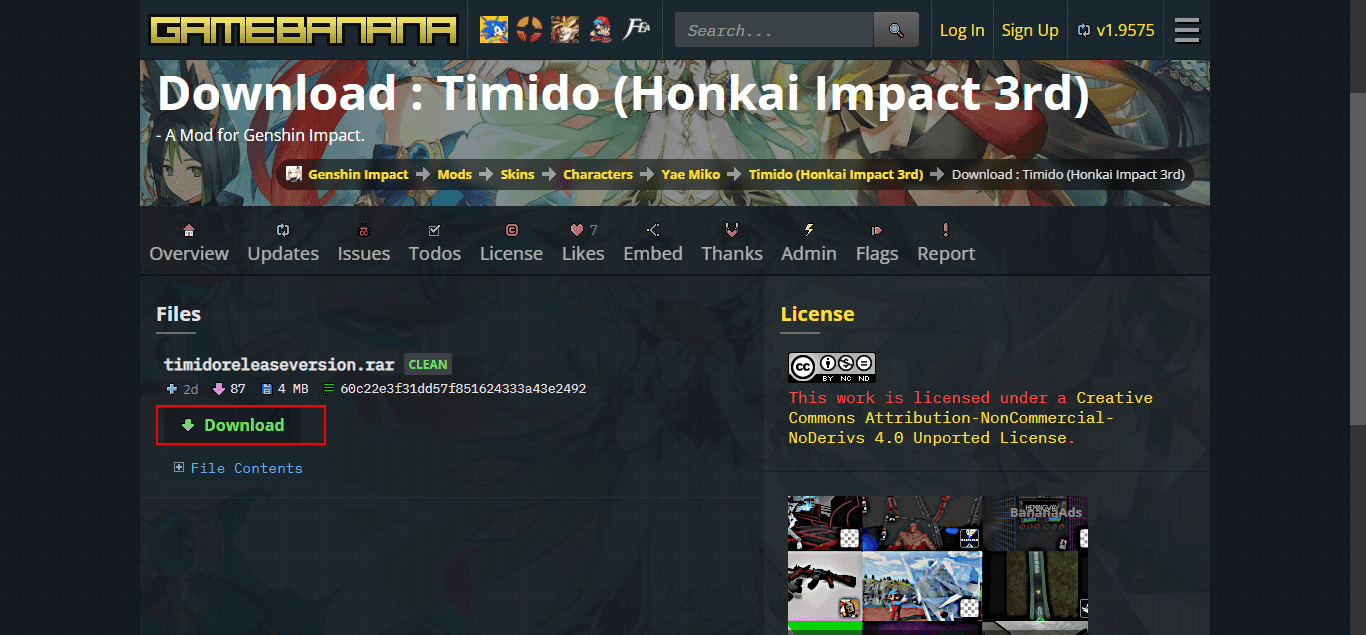 GAMEBANANA
FEA
Search...
Log In
Sign Up
v1.9575
Download : Timido (Honkai Impact 3rd)
- A Mod for Genshin Impact.
Genshin Impact
Mods
Skins
Characters
Yae Miko
Timido (Honkai Impact 3rd)
Download : Timido (Honkai Impact 3rd)
7
Overview
Updates
Issues
Todos
License
Likes
Embed
Thanks
Admin
Flags
Report
Files
timidoreleaseversion.rar CLEAN
2d 87 4 MB 60c22e3f31dd57f851624333a43e2492
Download
File Contents
License
CC BY NC ND
This work is licensed under a Creative
Commons Attribution-NonCommercial-
NoDerivs 4.0 Unported License.
HEMINGWAY
BananaAds